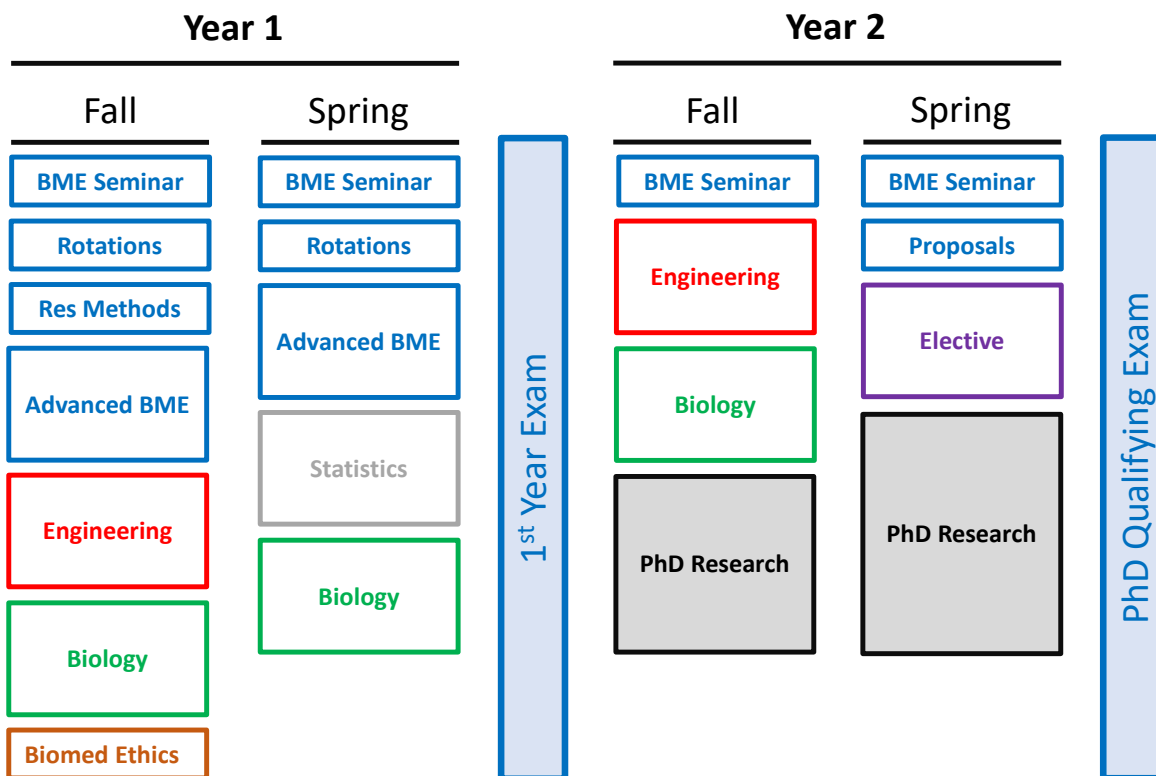 Year 1
Fall
BME Seminar
Rotations
Res Methods
Advanced BME
Engineering
Biology
Biomed Ethics
Spring
BME Seminar
Rotations
Advanced BME
Statistics
Biology
1st Year Exam
Year 2
Fall
BME Seminar
Engineering
Biology
PhD Research
Spring
BME Seminar
Proposals
Elective
PhD Research
PhD Qualifying Exam